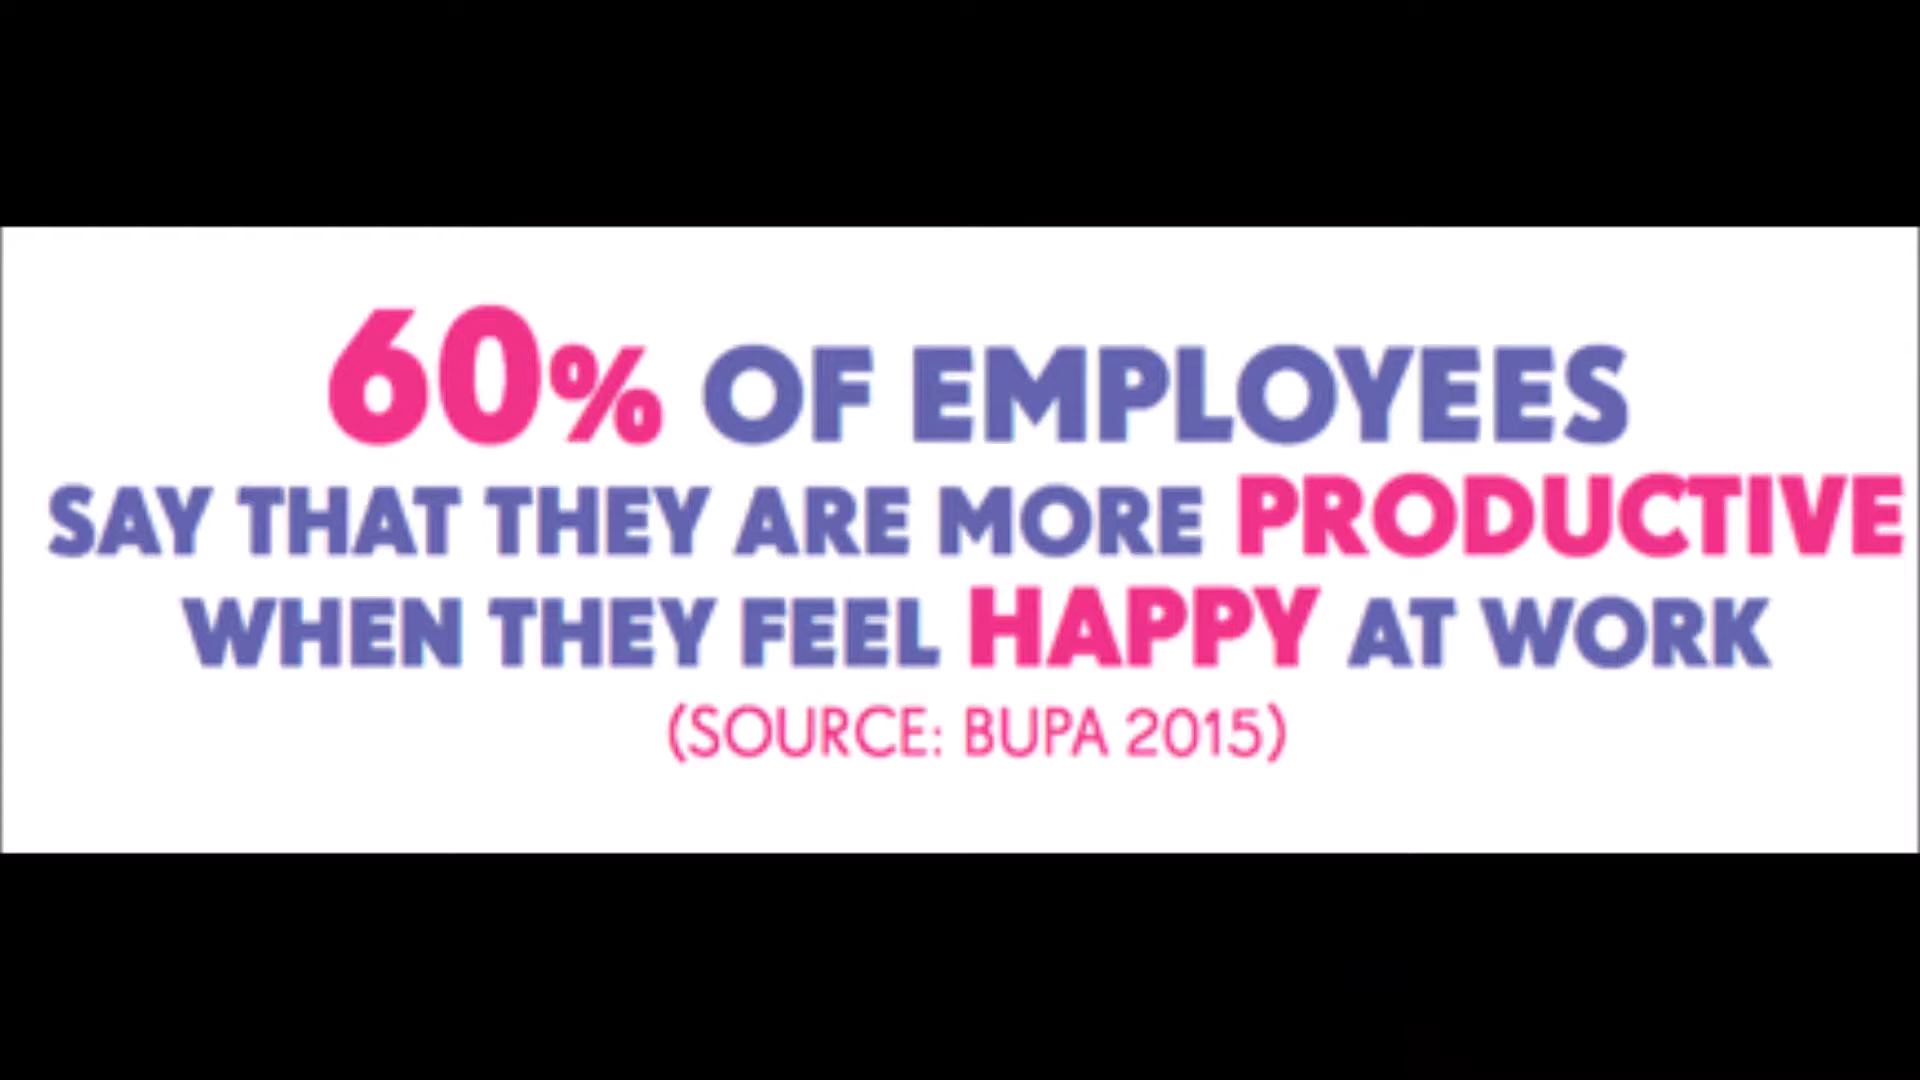 60% OF EMPLOYEES
SAY THAT THEY ARE MORE PRODUCTIVE
WHEN THEY FEEL HAPPY AT WORK
(SOURCE: BUPA 2015)